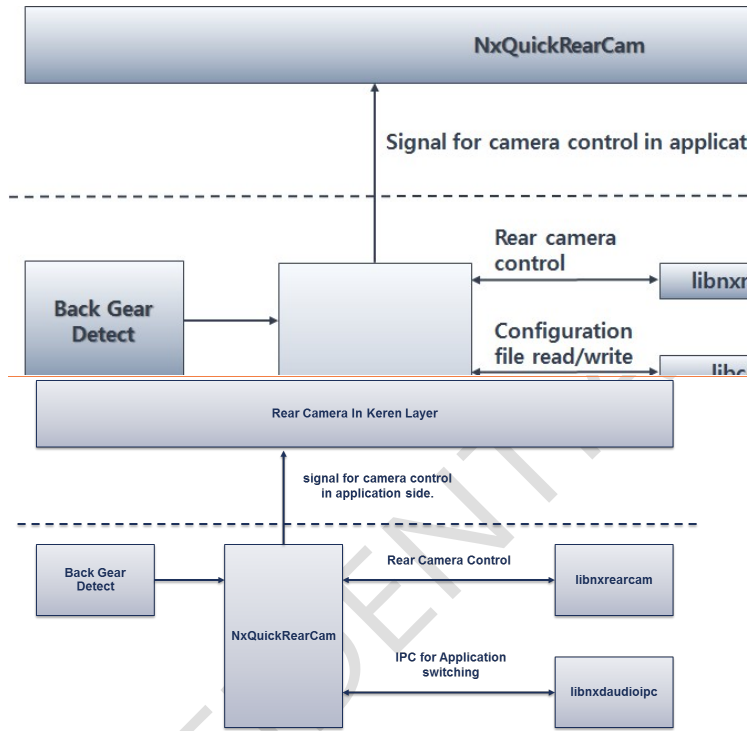 NxQuickRearCam
Signal for camera control in applicat
Rear camera
control
libnxr
Back Gear
Detect
Configuration
file read/write
libc
Rear Camera In Keren Layer
signal for camera control
in application side.
Back Gear
Detect
Rear Camera Control
libnxrearcam
NxQuickRearCam
IPC for Application
switching
libnxdaudioipc
DENTI